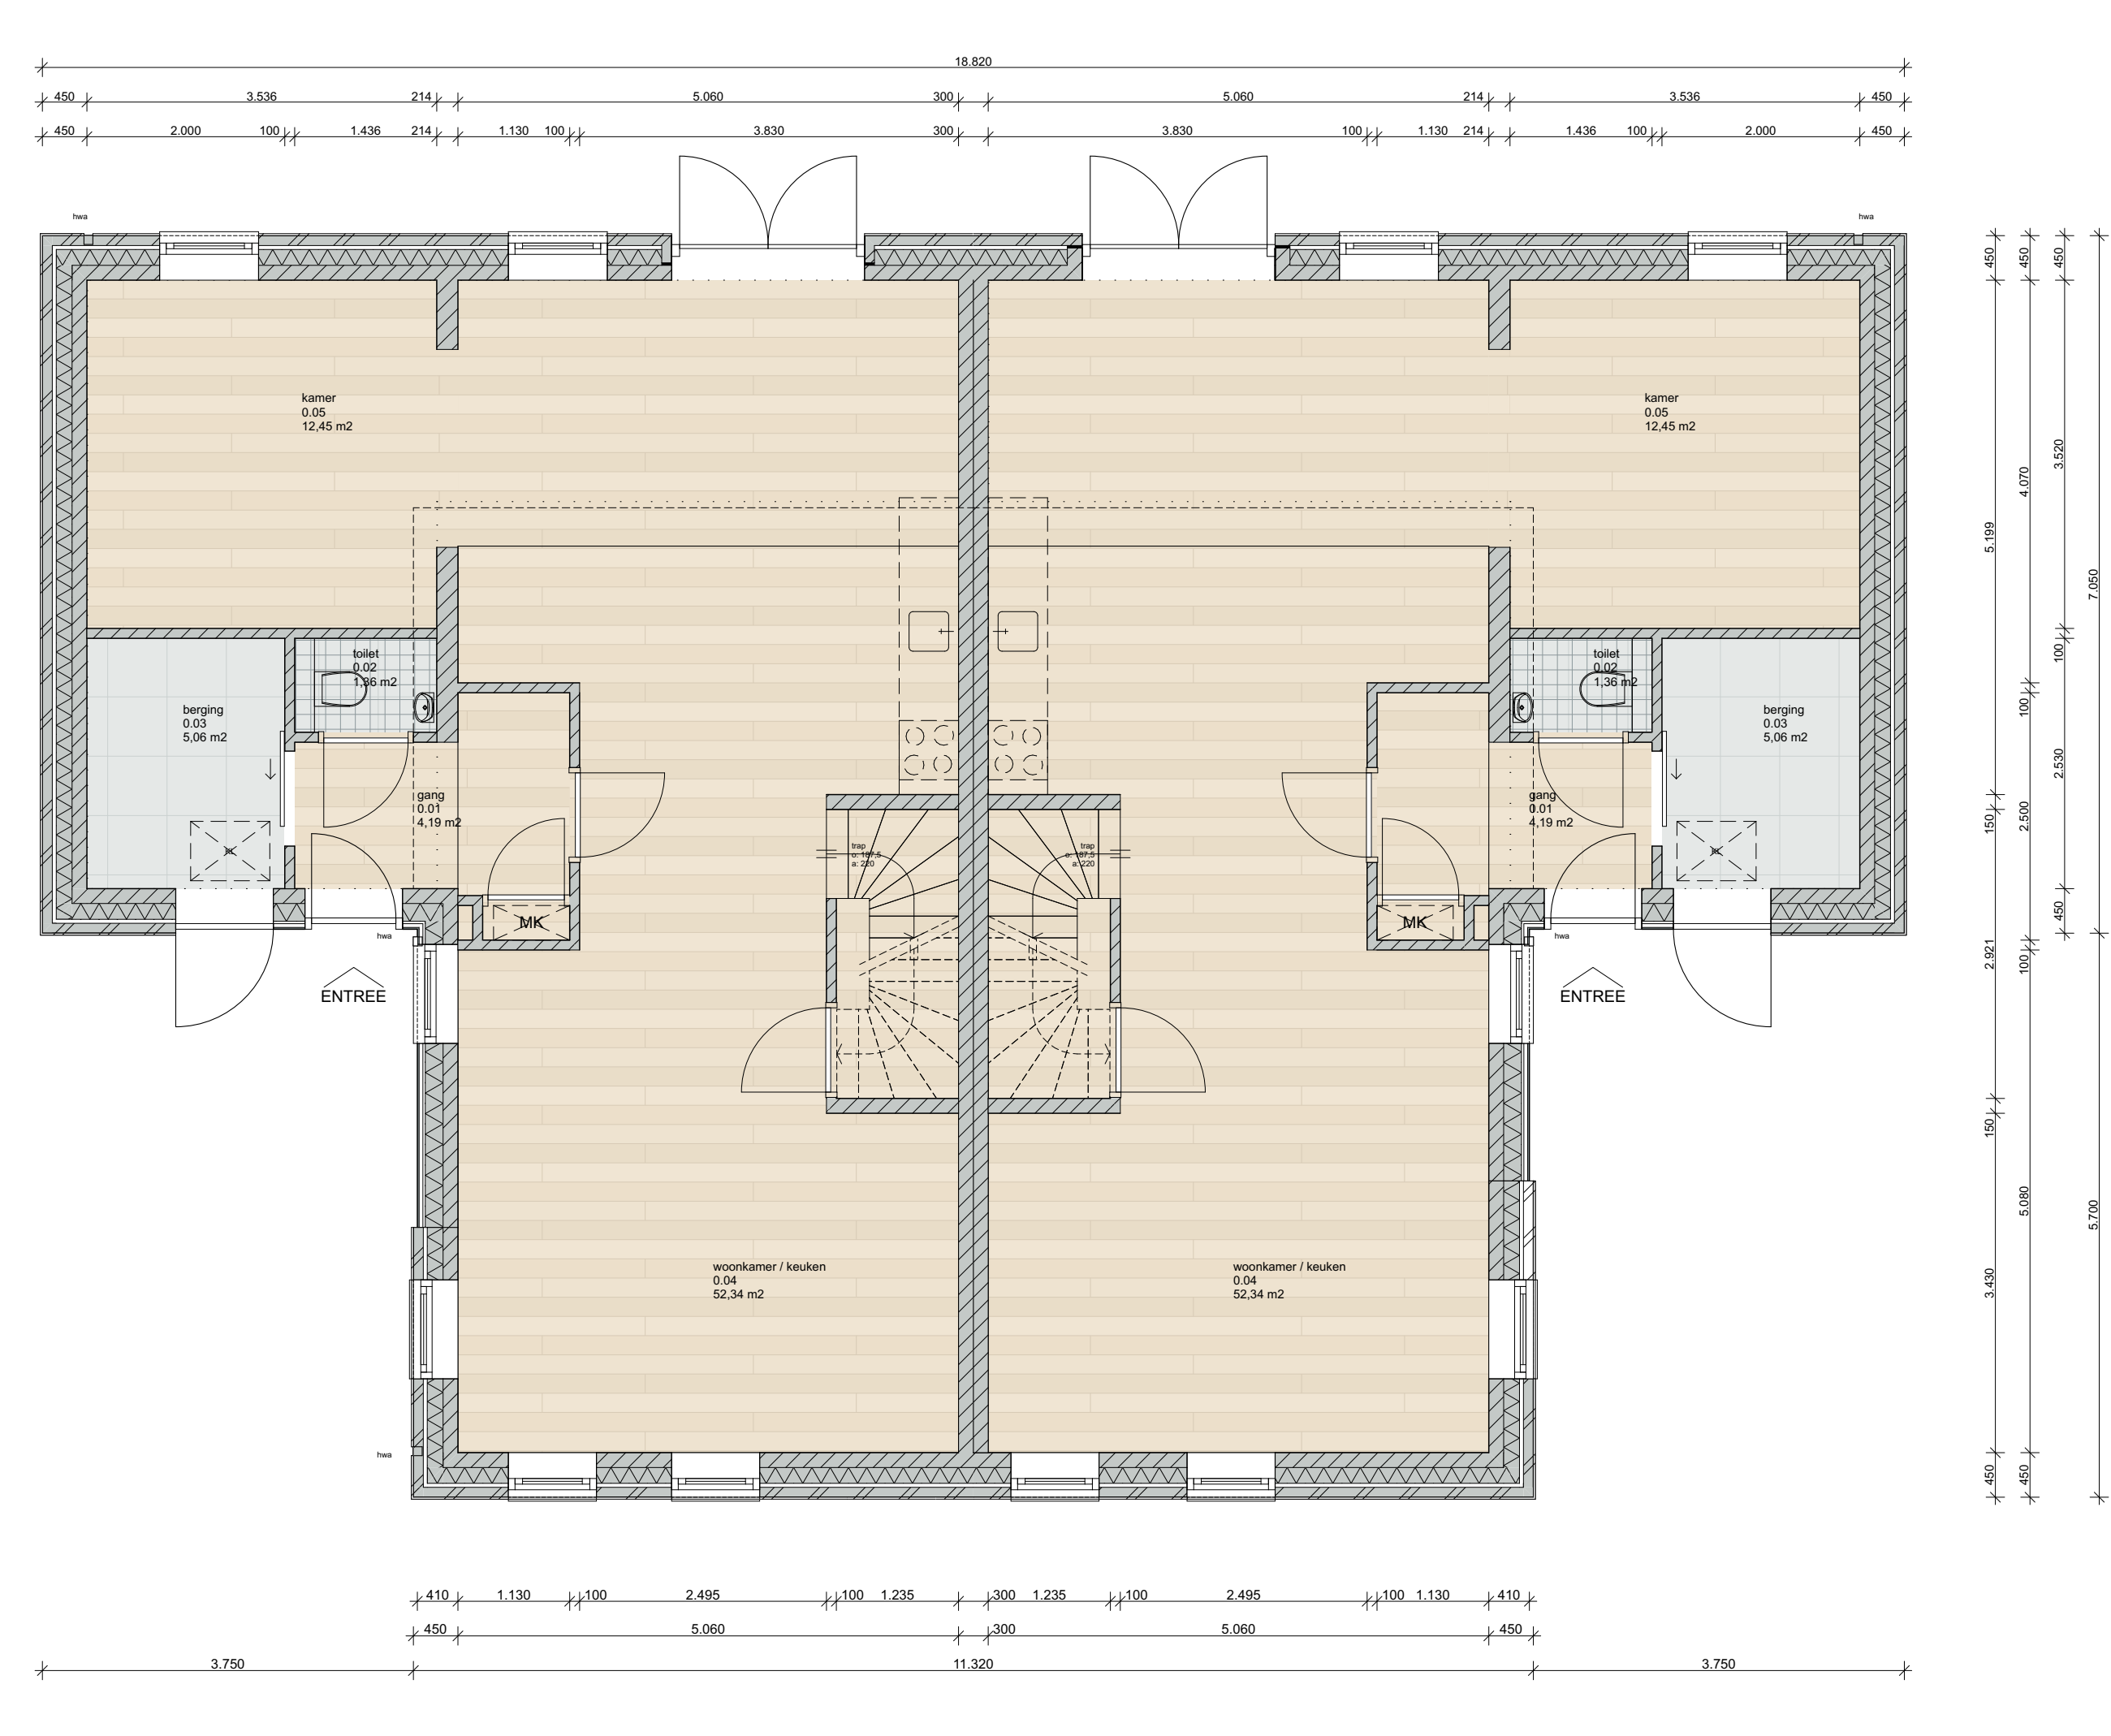 18.820
450 3.536 214 5.060 300 5.060 214 3.536 450
450 2.000 100 1.436 214 1.130 100 3.830 300 3.830 100 1.130 214 1.436 100 2.000 450
hwa hwa
kamer
0.05
12,45 m2
kamer
0.05
12,45 m2
toilet
0.02
1,36 m2
toilet
0.02
1,36 m2
berging
0.03
5,06 m2
berging
0.03
5,06 m2
gang
0.01
4,19 m2
gang
0.01
4,19 m2
trap
o: 187,5
a: 220
trap
o: 187,5
a: 220
MK MK
hwa hwa
ENTREE ENTREE
woonkamer / keuken
0.04
52,34 m2
woonkamer / keuken
0.04
52,34 m2
hwa
450 5.199 150 2.921 150 3.430 450
450 4.070 100 2.500 100 5.080 450
450 3.520 100 2.530 450
7.050 5.700
410 1.130 100 2.495 100 1.235 300 1.235 100 2.495 100 1.130 410
450 5.060 300 5.060 450
3.750 11.320 3.750